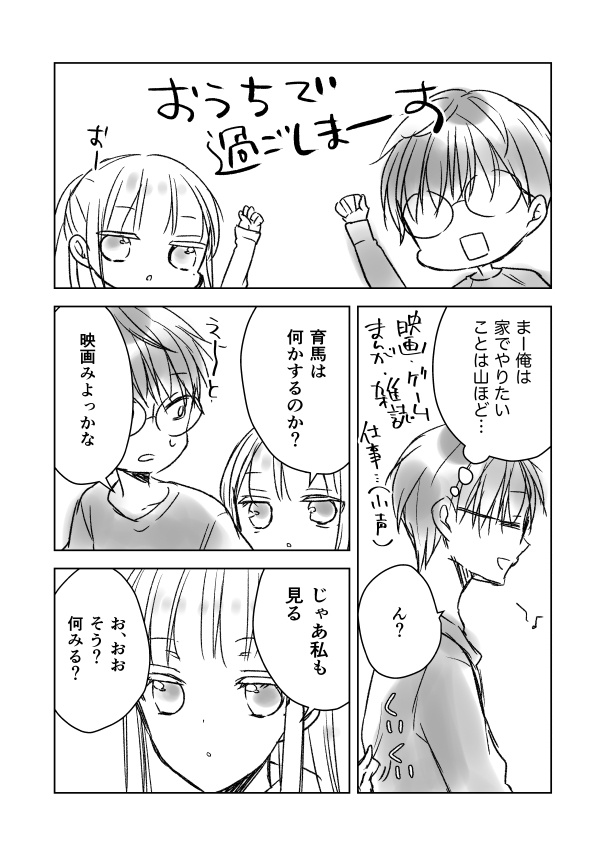 おうちで
過ごしまーす
おー
まー俺は
家でやりたい
ことは山ほど…
映画・ゲーム
まんが・雑誌
仕事…(小声)
ん?
くい
くい
育馬は
何かするのか?
え〜〜と
映画みよっかな
じゃあ私も
見る
お、おお
そう?
何みる?